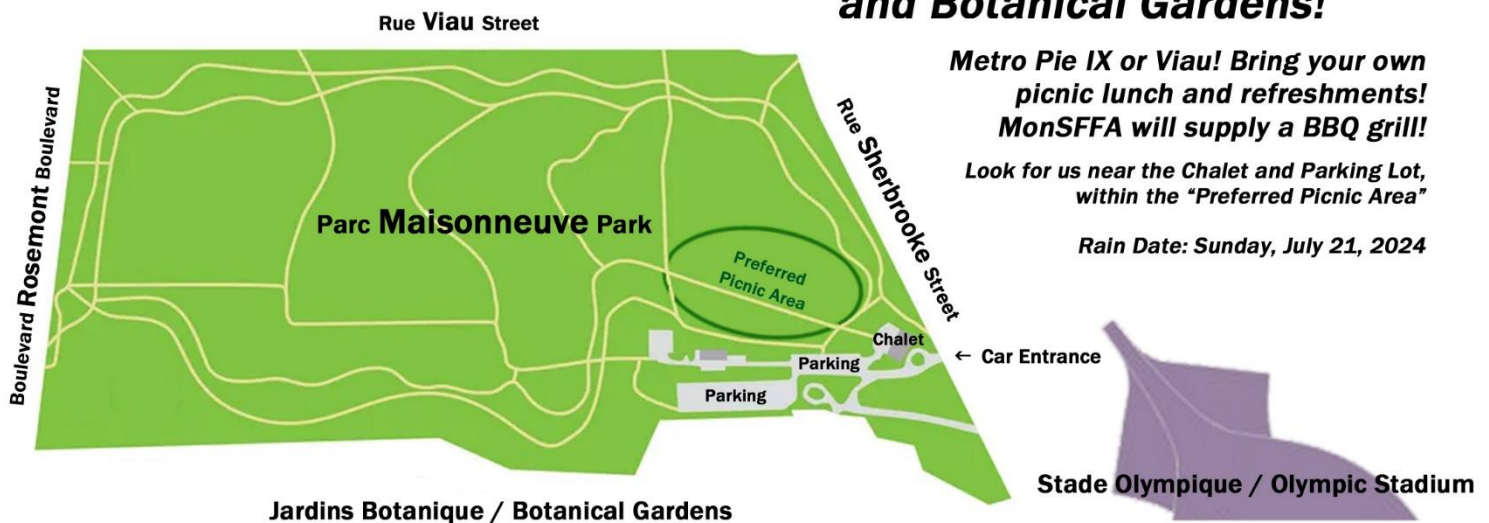 and Botanical Gardens!
Rue Viau Street
Metro Pie IX or Viau! Bring your own
picnic lunch and refreshments!
MonSFFA will supply a BBQ grill!
Look for us near the Chalet and Parking Lot,
within the “Preferred Picnic Area”
Rain Date: Sunday, July 21, 2024
Boulevard Rosemont Boulevard
Rue Sherbrooke Street
Parc Maisonneuve Park
Preferred
Picnic Area
Chalet
← Car Entrance
Parking
Parking
Stade Olympique / Olympic Stadium
Jardins Botanique / Botanical Gardens